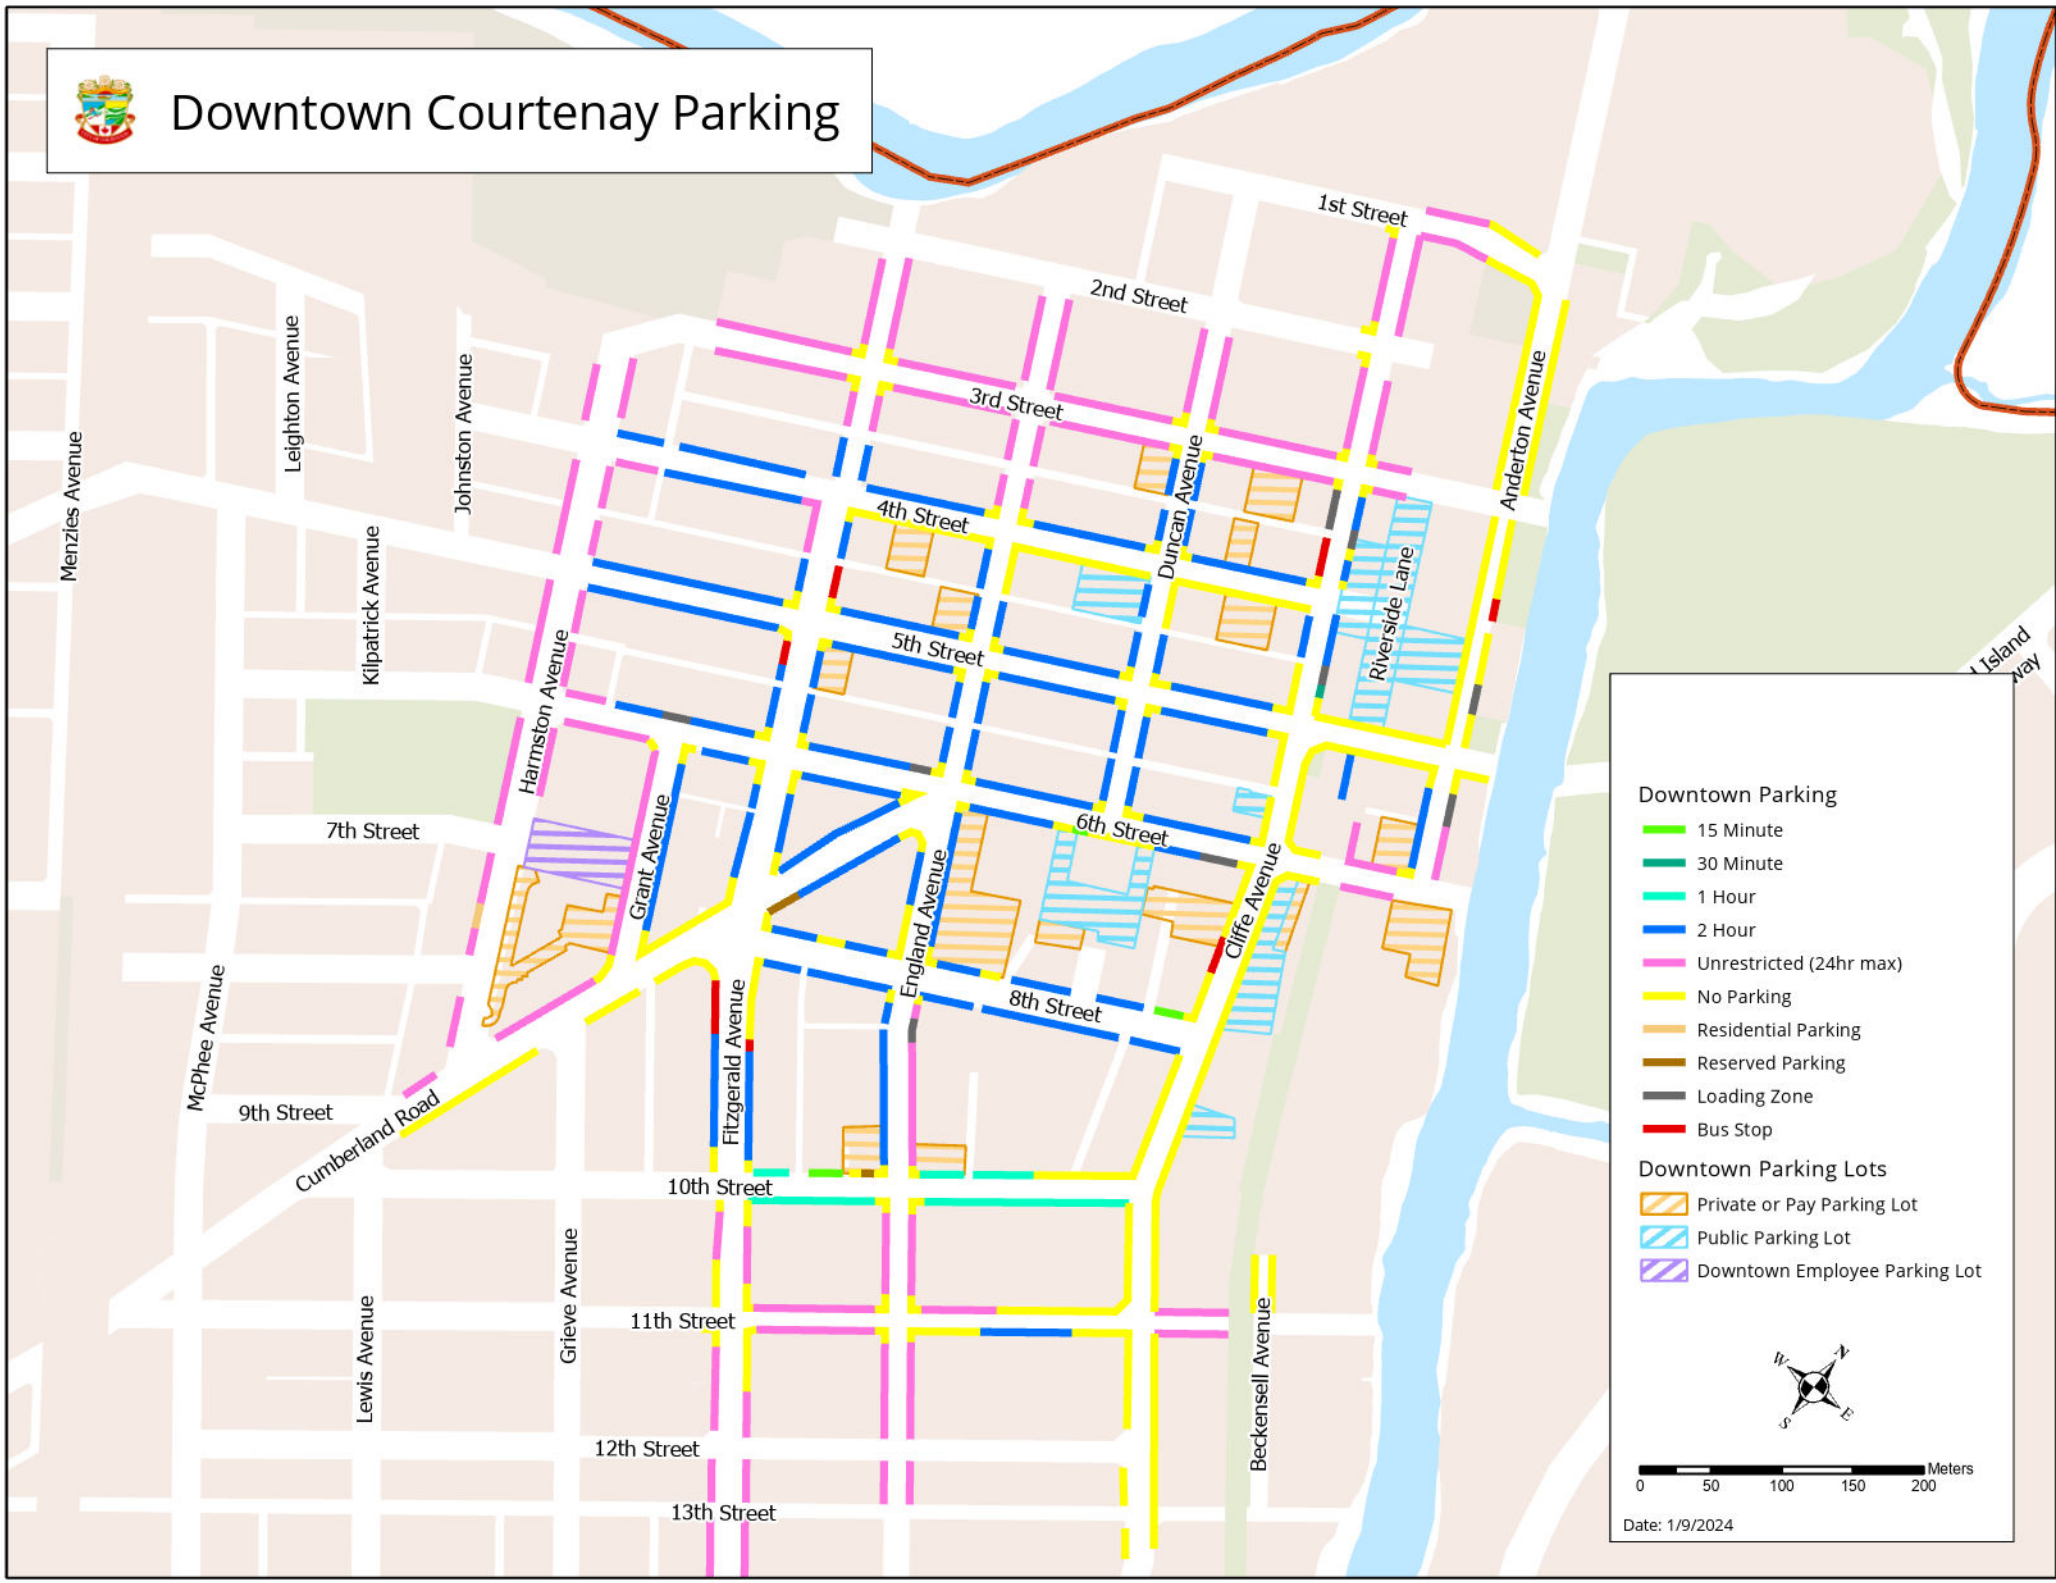 Downtown Courtenay Parking
1st Street
2nd Street
3rd Street
4th Street
5th Street
6th Street
7th Street
8th Street
9th Street
10th Street
11th Street
12th Street
13th Street
Menzies Avenue
Leighton Avenue
Johnston Avenue
Kilpatrick Avenue
Harmston Avenue
Grant Avenue
McPhee Avenue
Cumberland Road
Fitzgerald Avenue
England Avenue
Duncan Avenue
Cliffe Avenue
Riverside Lane
Anderton Avenue
Lewis Avenue
Grieve Avenue
Beckensell Avenue
Island
way
Downtown Parking
15 Minute
30 Minute
1 Hour
2 Hour
Unrestricted (24hr max)
No Parking
Residential Parking
Reserved Parking
Loading Zone
Bus Stop
Downtown Parking Lots
Private or Pay Parking Lot
Public Parking Lot
Downtown Employee Parking Lot
W N
S E
Meters
0 50 100 150 200
Date: 1/9/2024